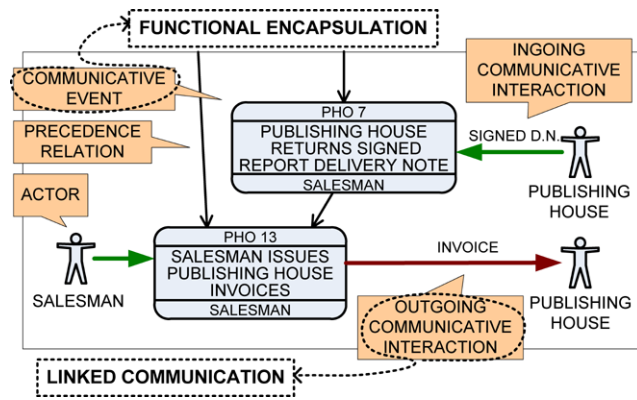 FUNCTIONAL ENCAPSULATION
COMMUNICATIVE
EVENT
INGOING
COMMUNICATIVE
INTERACTION
PRECEDENCE
RELATION
PHO 7
PUBLISHING HOUSE
RETURNS SIGNED
REPORT DELIVERY NOTE
SALESMAN
SIGNED D.N.
PUBLISHING
HOUSE
ACTOR
SALESMAN
PHO 13
SALESMAN ISSUES
PUBLISHING HOUSE
INVOICES
SALESMAN
INVOICE
PUBLISHING
HOUSE
OUTGOING
COMMUNICATIVE
INTERACTION
LINKED COMMUNICATION